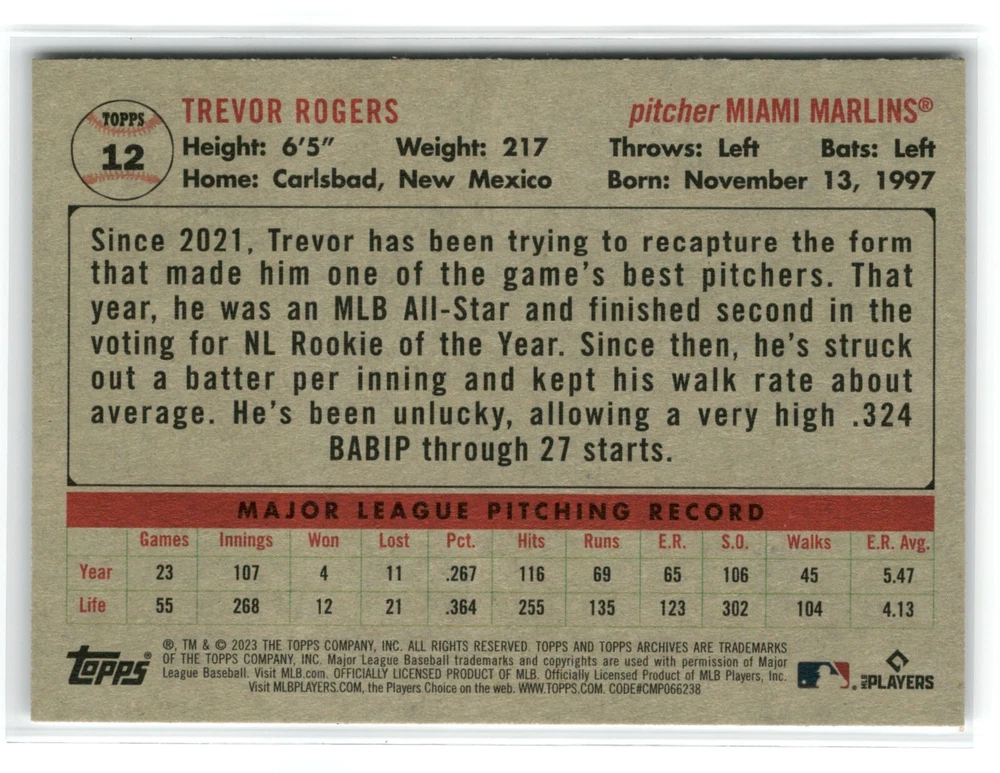 TOPPS
12
TREVOR ROGERS pitcher MIAMI MARLINS®
Height: 6'5" Weight: 217 Throws: Left Bats: Left
Home: Carlsbad, New Mexico Born: November 13, 1997
Since 2021, Trevor has been trying to recapture the form
that made him one of the game's best pitchers. That
year, he was an MLB All-Star and finished second in the
voting for NL Rookie of the Year. Since then, he's struck
out a batter per inning and kept his walk rate about
average. He's been unlucky, allowing a very high .324
BABIP through 27 starts.
MAJOR LEAGUE PITCHING RECORD
Games Innings Won Lost Pct. Hits Runs E.R. S.O. Walks E.R. Avg.
Year 23 107 4 11 .267 116 69 65 106 45 5.47
Life 55 268 12 21 .364 255 135 123 302 104 4.13
®, TM & © 2023 THE TOPPS COMPANY, INC. ALL RIGHTS RESERVED. TOPPS AND TOPPS ARCHIVES ARE TRADEMARKS
OF THE TOPPS COMPANY, INC. Major League Baseball trademarks and copyrights are used with permission of Major
League Baseball. Visit MLB.com. OFFICIALLY LICENSED PRODUCT OF MLB. Officially Licensed Product of MLB Players, Inc.
Visit MLBPLAYERS.COM, the Players Choice on the web. WWW.TOPPS.COM. CODE#CMP066238
Topps®
MLB PLAYERS